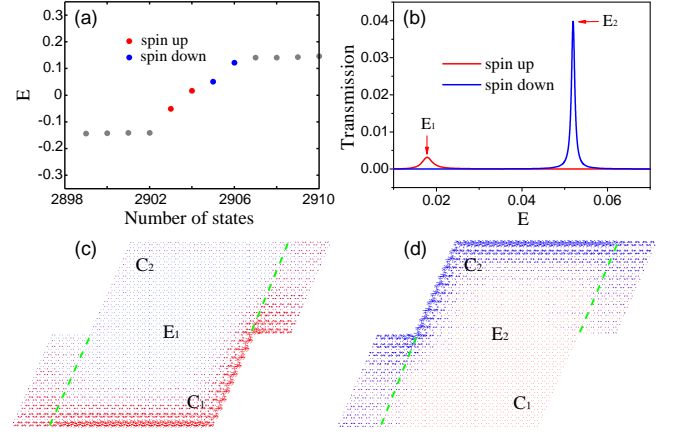 (a)
spin up
spin down
E
0.3
0.2
0.1
0
-0.1
-0.2
-0.3
2898
2902
2906
2910
Number of states
(b)
E₂
spin up
spin down
E₁
Transmission
0.04
0.03
0.02
0.01
0.00
0.02
0.04
0.06
E
(c)
C₂
E₁
C₁
(d)
C₂
E₂
C₁